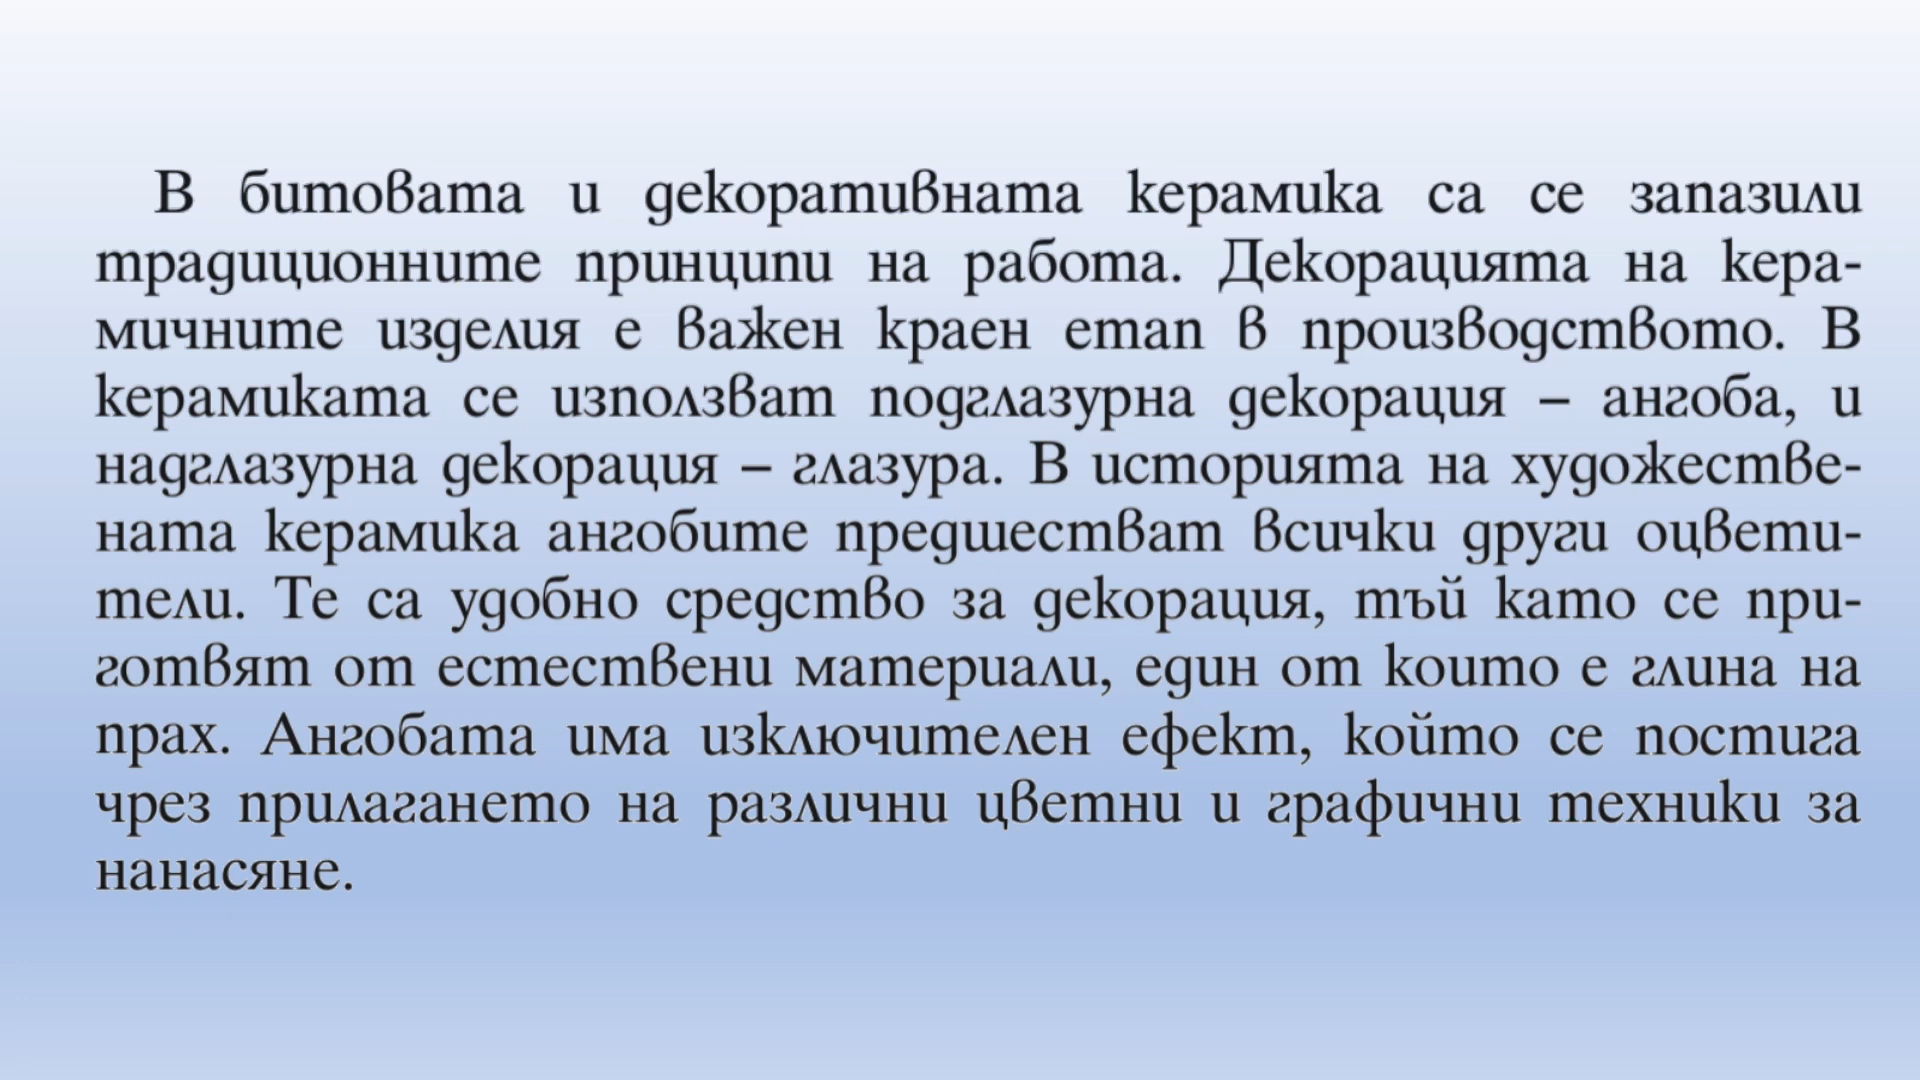 В битовата и декоративната керамика са се запазили
традиционните принципи на работа. Декорацията на кера-
мичните изделия е важен краен етап в производството. В
керамиката се използват подглазурна декорация – ангоба, и
надглазурна декорация – глазура. В историята на художестве-
ната керамика ангобите предшестват всички други оцвети-
тели. Те са удобно средство за декорация, тъй като се при-
готвят от естествени материали, един от които е глина на
прах. Ангобата има изключителен ефект, който се постига
чрез прилагането на различни цветни и графични техники за
нанасяне.